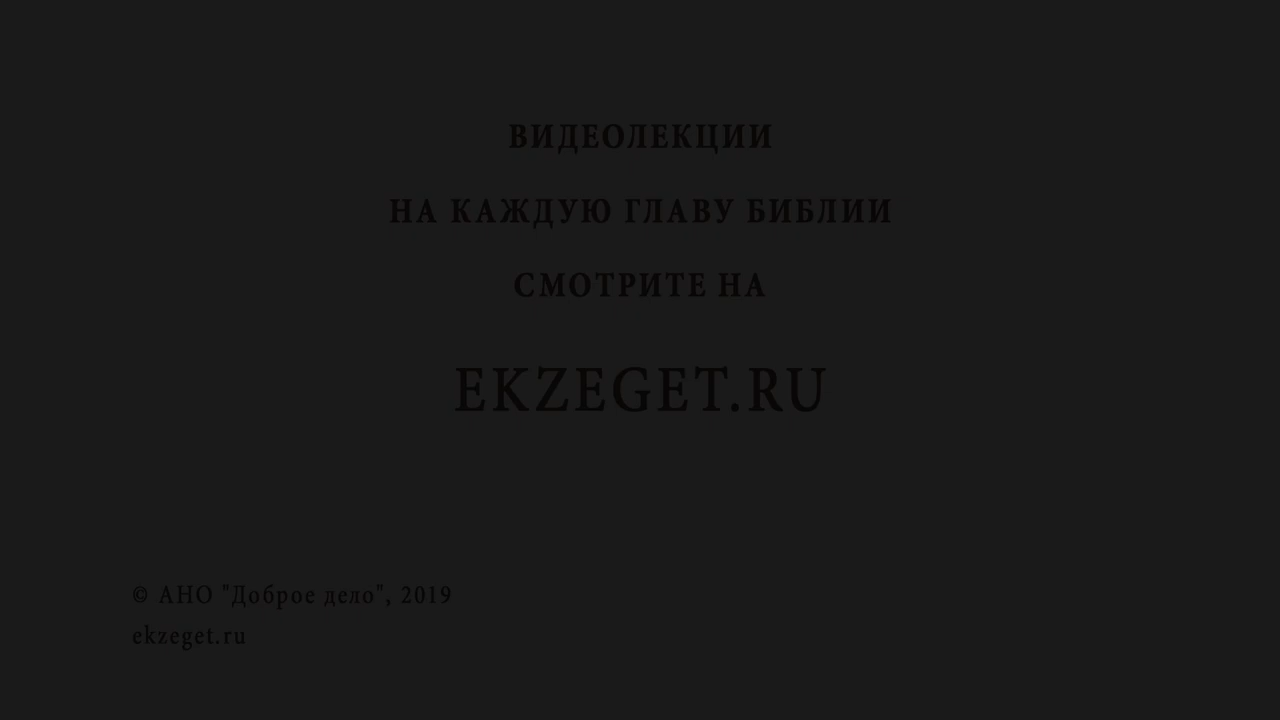 ВИДЕОЛЕКЦИИ
НА КАЖДУЮ ГЛАВУ БИБЛИИ
СМОТРИТЕ НА
EKZEGET.RU
© АНО "Доброе дело", 2019
ekzeget.ru